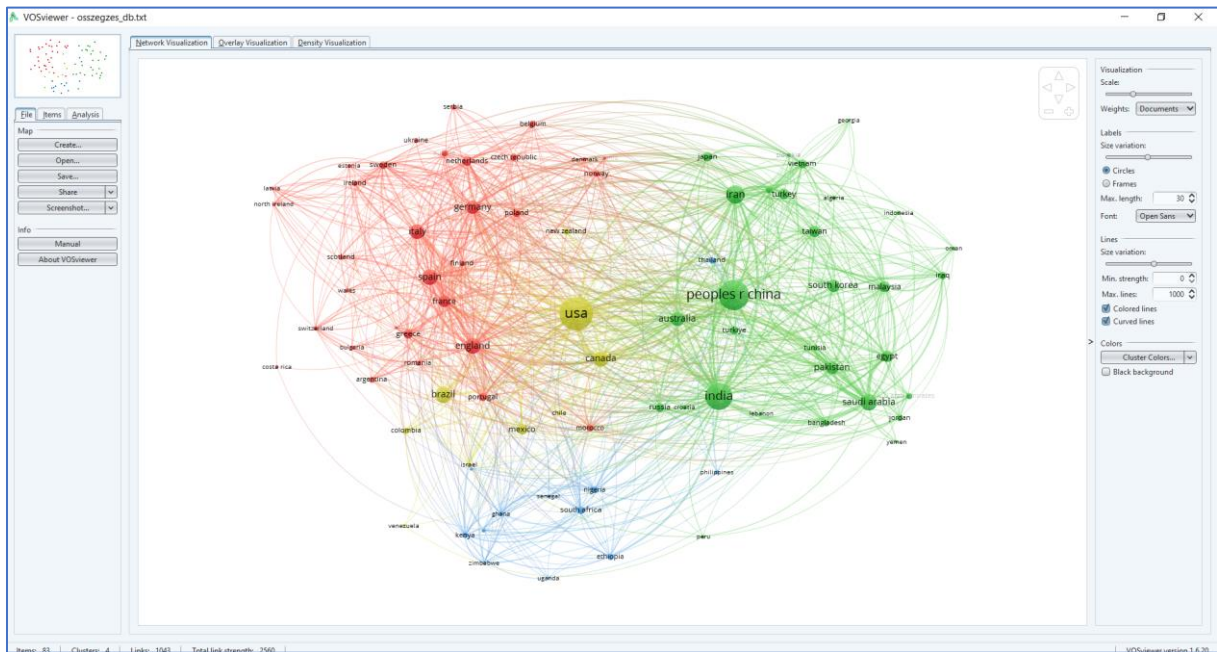 VOSviewer - osszegzes_db.txt
Network Visualization Overlay Visualization Density Visualization
File Items Analysis
Map
Create...
Open...
Save...
Share
Screenshot...
Info
Manual
About VOSviewer
serbia
belgium
ukraine
netherlands
czech republic
estonia
sweden
denmark
norway
latvia
ireland
north ireland
germany
poland
italy
new zealand
scotland
finland
spain
wales
france
switzerland
greece
england
bulgaria
romania
costa rica
argentina
portugal
brazil
usa
canada
chile
colombia
mexico
morocco
israel
venezuela
georgia
japan
vietnam
iran
turkey
algeria
indonesia
taiwan
oman
thailand
iraq
peoples r china
south korea
malaysia
australia
turkiye
tunisia
egypt
pakistan
india
saudi arabia
russia
croatia
lebanon
bangladesh
jordan
yemen
philippines
nigeria
senegal
ghana
south africa
kenya
ethiopia
zimbabwe
uganda
peru
Visualization
Scale:
Weights: Documents
Labels
Size variation:
Circles
Frames
Max. length: 30
Font: Open Sans
Lines
Size variation:
Min. strength: 0
Max. lines: 1000
Colored lines
Curved lines
Colors
Cluster Colors...
Black background
Items: 83 Clusters: 4 Links: 1043 Total link strength: 2560
VOSviewer version 1.6.20